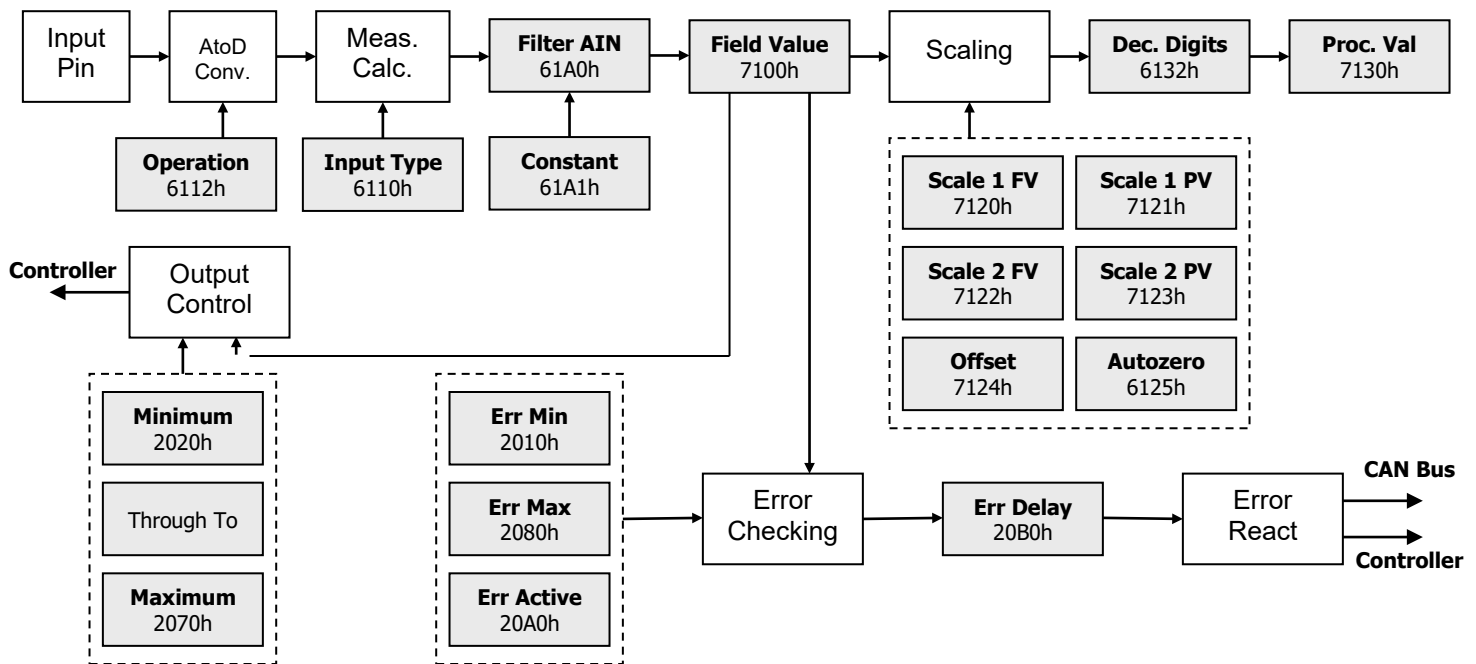 Input
Pin
AtoD
Conv.
Meas.
Calc.
Filter AIN
61A0h
Field Value
7100h
Scaling
Dec. Digits
6132h
Proc. Val
7130h
Operation
6112h
Input Type
6110h
Constant
61A1h
Scale 1 FV
7120h
Scale 1 PV
7121h
Scale 2 FV
7122h
Scale 2 PV
7123h
Offset
7124h
Autozero
6125h
Controller
Output
Control
Minimum
2020h
Through To
Maximum
2070h
Err Min
2010h
Err Max
2080h
Err Active
20A0h
Error
Checking
Err Delay
20B0h
Error
React
CAN Bus
Controller